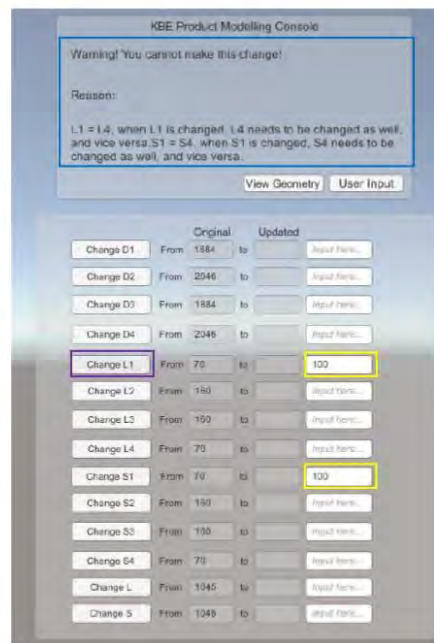 KBE Product Modelling Console
Warning! You cannot make this change!
Reason:
L1 = L4, when L1 is changed, L4 needs to be changed as well,
and vice versa.S1 = S4, when S1 is changed, S4 needs to be
changed as well, and vice versa.
View Geometry User Input
Original Updated
Change D1 From 1884 to Input here...
Change D2 From 2046 to Input here...
Change D3 From 1884 to Input here...
Change D4 From 2046 to Input here...
Change L1 From 70 to 100
Change L2 From 160 to Input here...
Change L3 From 160 to Input here...
Change L4 From 70 to Input here...
Change S1 From 70 to 100
Change S2 From 160 to Input here...
Change S3 From 160 to Input here...
Change S4 From 70 to Input here...
Change L From 1045 to Input here...
Change S From to Input here...